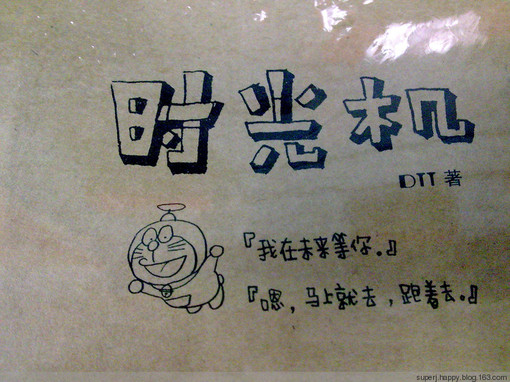 时光机
DTT 著
『我在未来等你。』
『嗯，马上就去，跟着去。』
superj.happy.blog.163.com